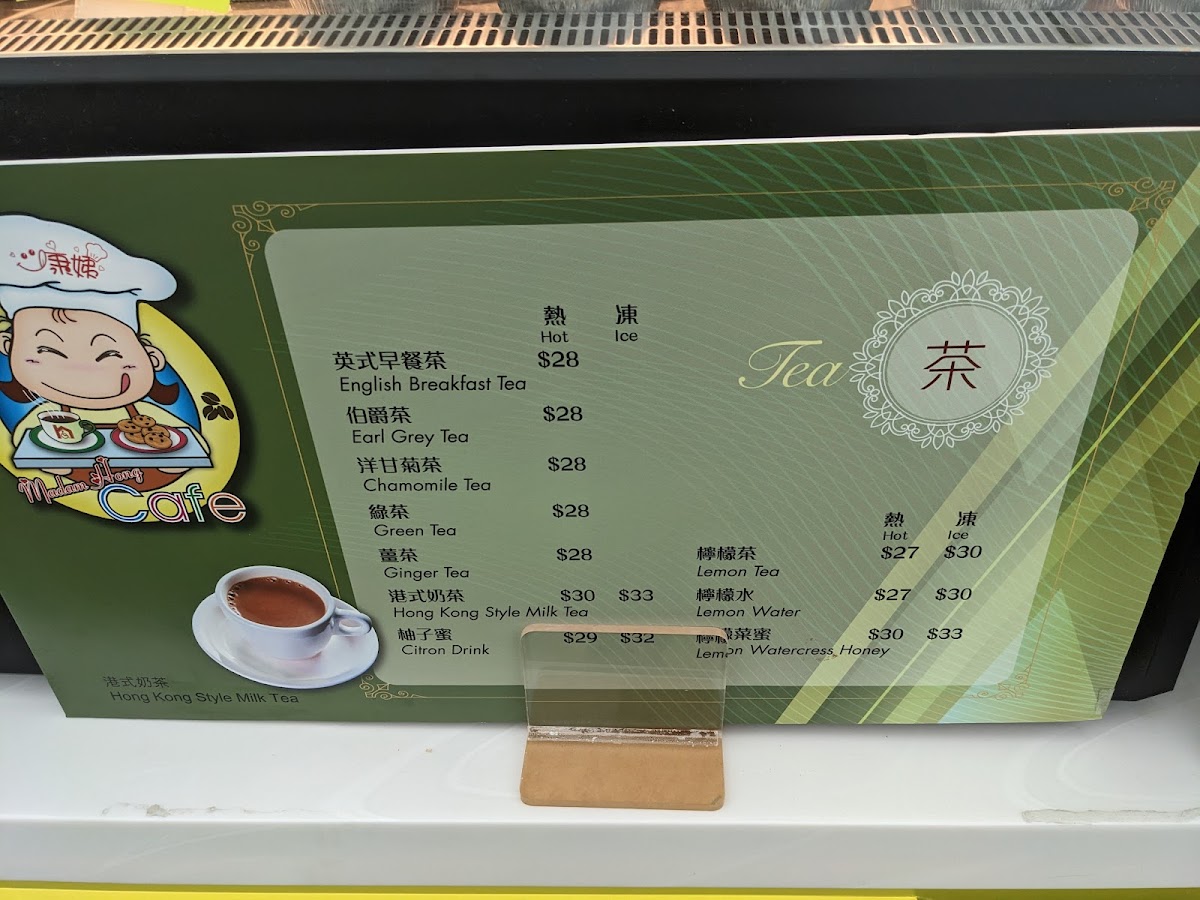 康娣
Madam Hong
Cafe
熱 凍
Hot Ice
英式早餐茶 $28
English Breakfast Tea
伯爵茶 $28
Earl Grey Tea
洋甘菊茶 $28
Chamomile Tea
綠茶 $28
Green Tea
薑茶 $28
Ginger Tea
港式奶茶 $30 $33
Hong Kong Style Milk Tea
柚子蜜 $29 $32
Citron Drink
Tea 茶
熱 凍
Hot Ice
檸檬茶 $27 $30
Lemon Tea
檸檬水 $27 $30
Lemon Water
檸檬菜蜜 $30 $33
Lemon Watercress Honey
港式奶茶
Hong Kong Style Milk Tea